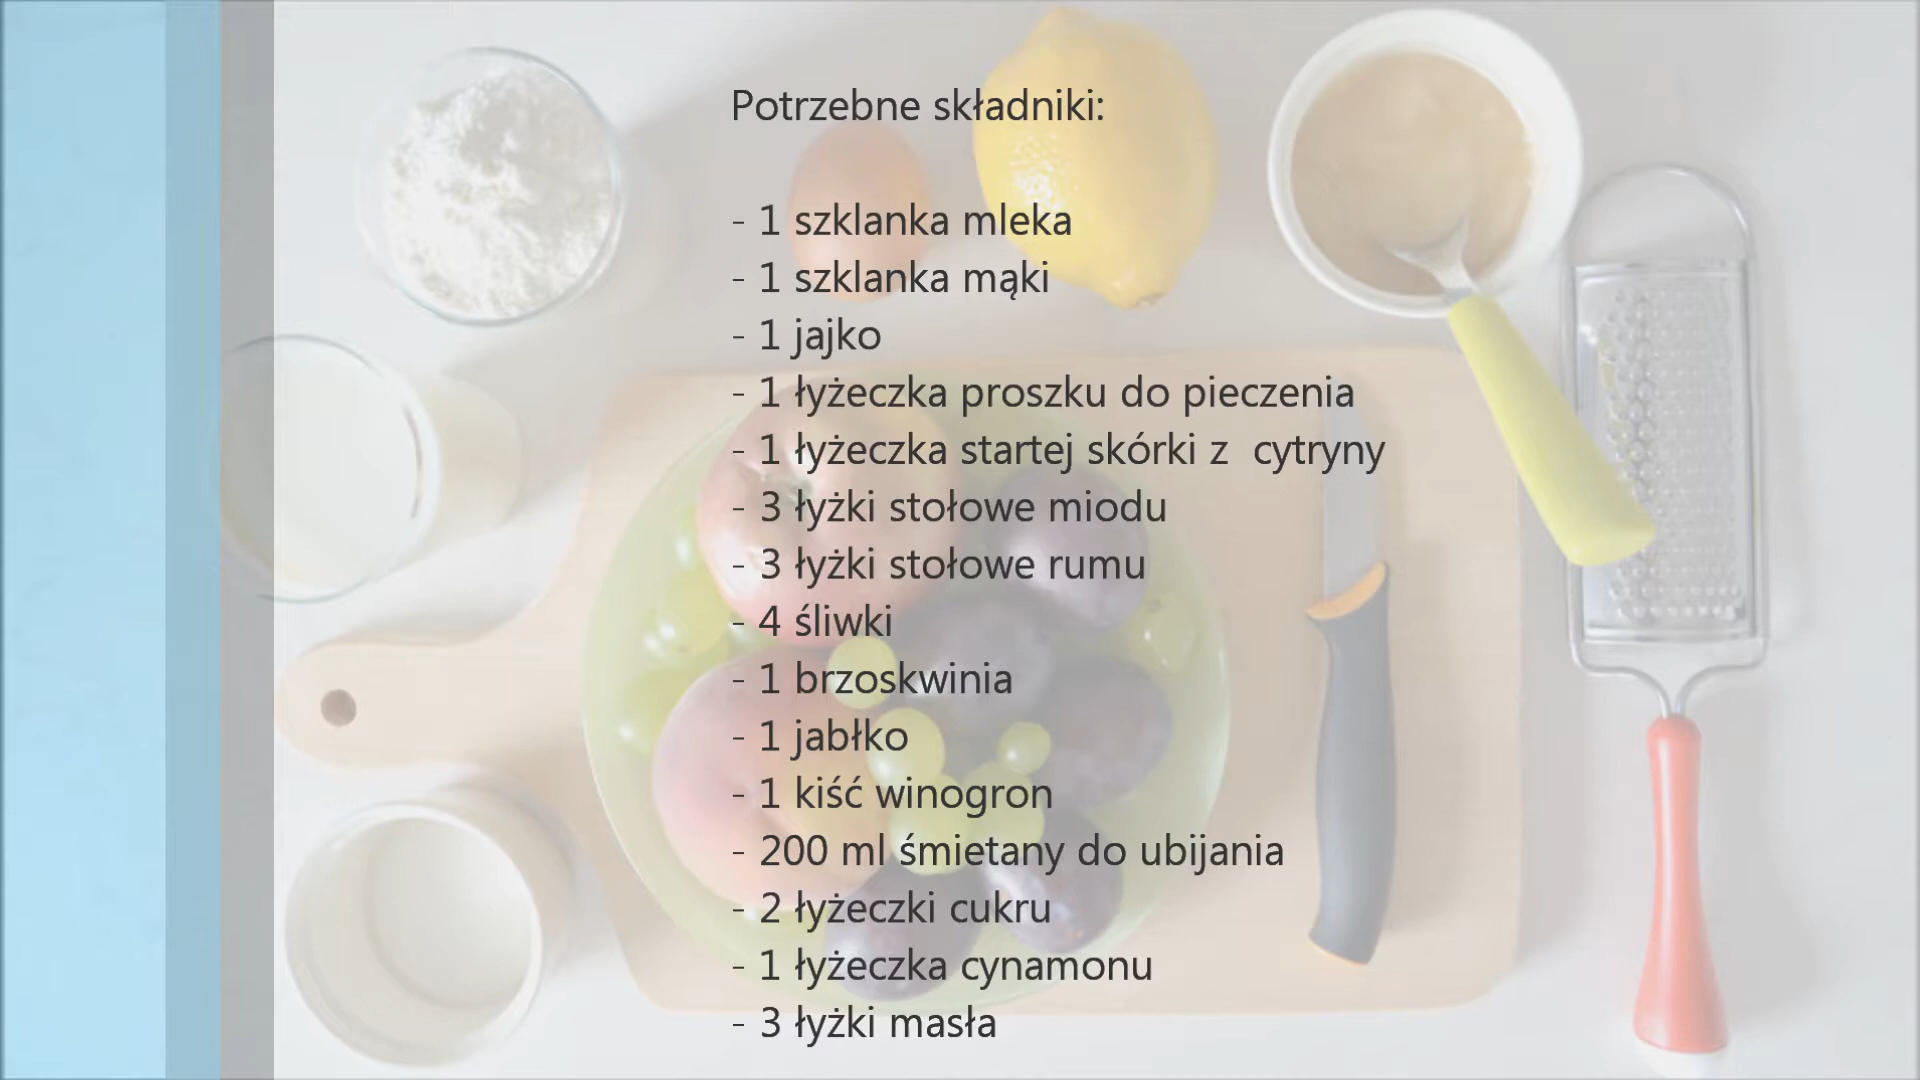 Potrzebne składniki:
- 1 szklanka mleka
- 1 szklanka mąki
- 1 jajko
- 1 łyżeczka proszku do pieczenia
- 1 łyżeczka startej skórki z  cytryny
- 3 łyżki stołowe miodu
- 3 łyżki stołowe rumu
- 4 śliwki
- 1 brzoskwinia
- 1 jabłko
- 1 kiść winogron
- 200 ml śmietany do ubijania
- 2 łyżeczki cukru
- 1 łyżeczka cynamonu
- 3 łyżki masła